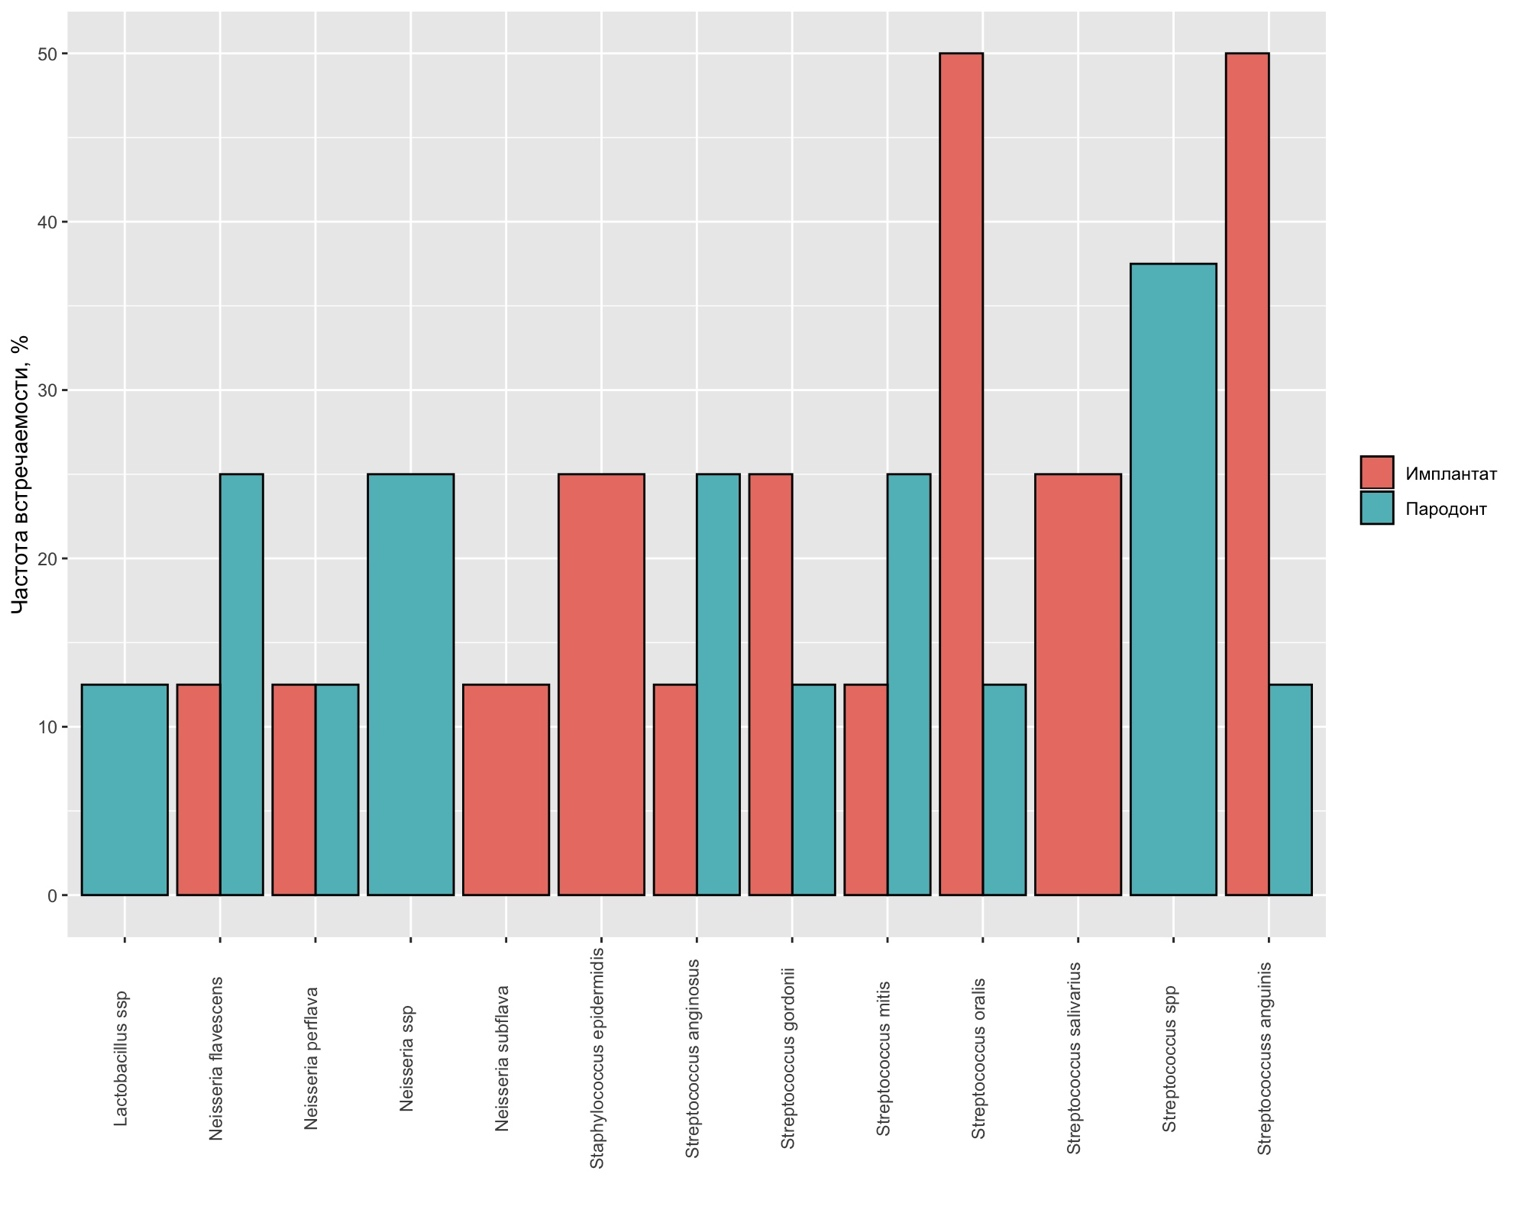 Частота встречаемости, %
50
40
30
20
10
0
Lactobacillus ssp
Neisseria flavescens
Neisseria perflava
Neisseria ssp
Neisseria subflava
Staphylococcus epidermidis
Streptococcus anginosus
Streptococcus gordonii
Streptococcus mitis
Streptococcus oralis
Streptococcus salivarius
Streptococcus spp
Streptococcuss anguinis
Имплантат
Пародонт